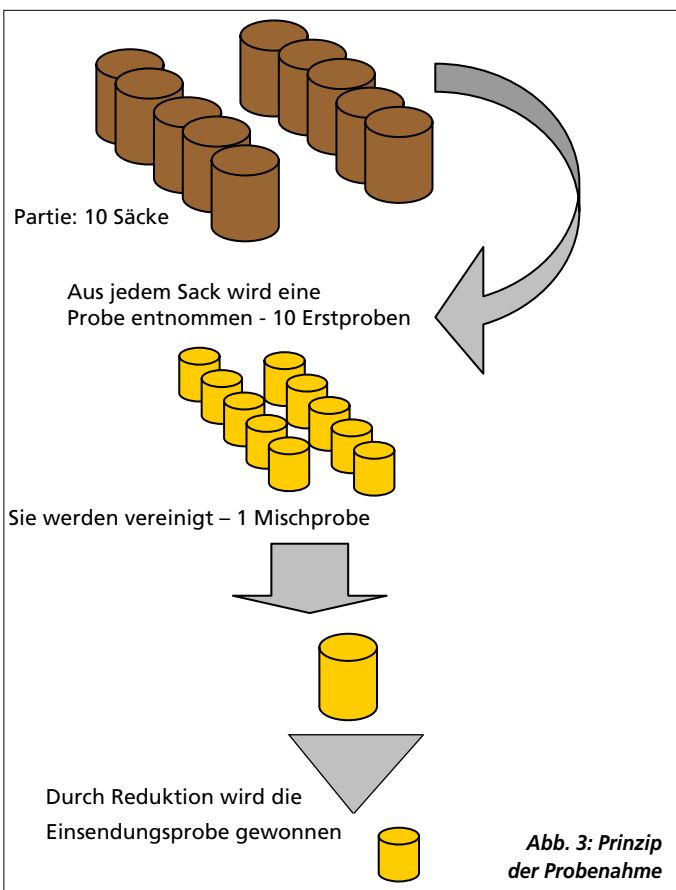 Partie: 10 Säcke
Aus jedem Sack wird eine
Probe entnommen - 10 Erstproben
Sie werden vereinigt – 1 Mischprobe
Durch Reduktion wird die
Einsendungsprobe gewonnen
Abb. 3: Prinzip
der Probenahme